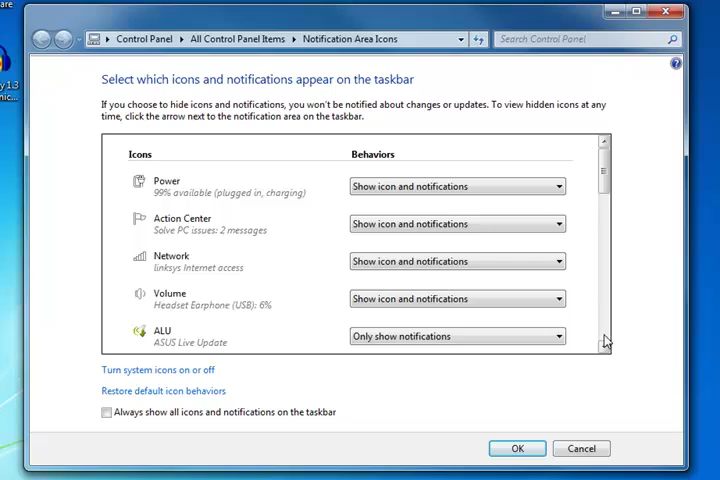 are
Control Panel
All Control Panel Items
Notification Area Icons
Search Control Panel
y 1.3
nic...
Select which icons and notifications appear on the taskbar
If you choose to hide icons and notifications, you won't be notified about changes or updates. To view hidden icons at any
time, click the arrow next to the notification area on the taskbar.
Icons
Behaviors
Power
99% available (plugged in, charging)
Show icon and notifications
Action Center
Solve PC issues: 2 messages
Show icon and notifications
Network
linksys Internet access
Show icon and notifications
Volume
Headset Earphone (USB): 6%
Show icon and notifications
ALU
ASUS Live Update
Only show notifications
Turn system icons on or off
Restore default icon behaviors
Always show all icons and notifications on the taskbar
OK
Cancel